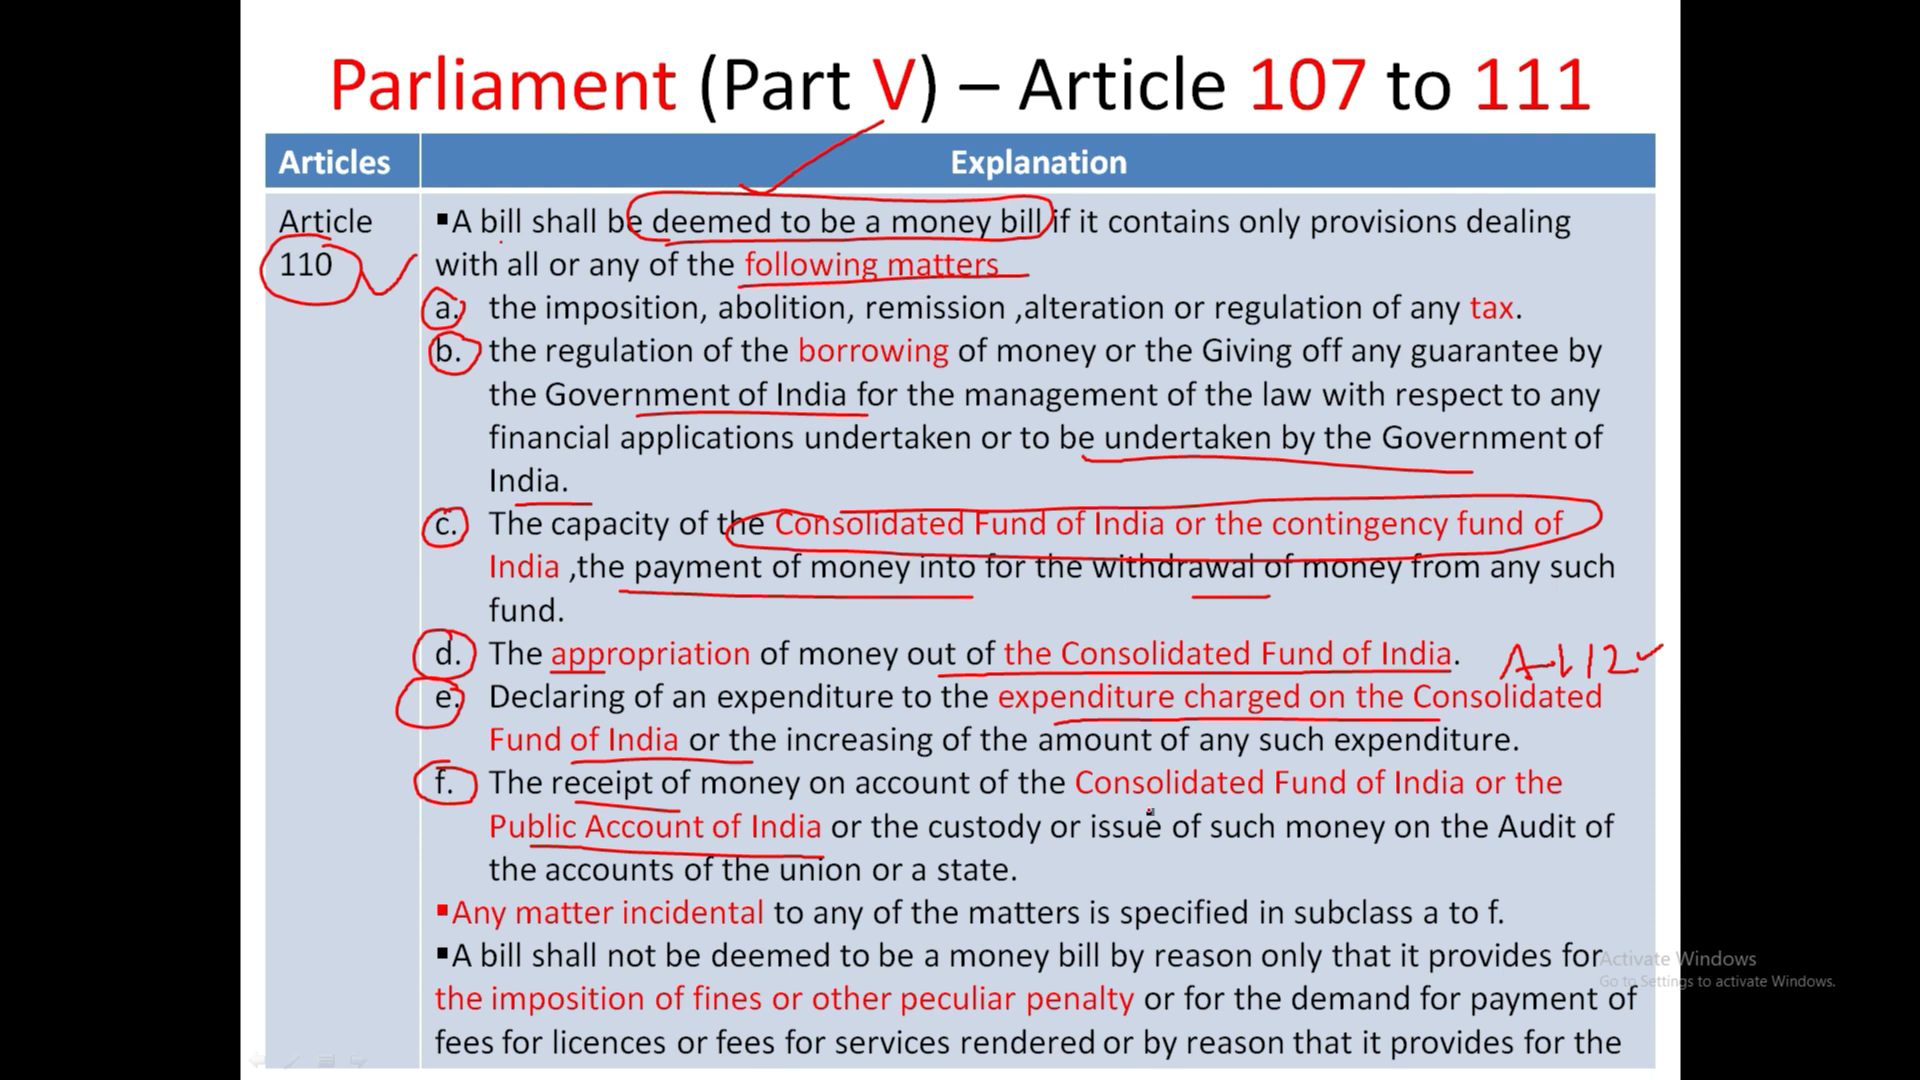 Parliament (Part V) – Article 107 to 111
Articles
Explanation
Article
110
▪A bill shall be deemed to be a money bill if it contains only provisions dealing
with all or any of the following matters
a. the imposition, abolition, remission ,alteration or regulation of any tax.
b. the regulation of the borrowing of money or the Giving off any guarantee by
the Government of India for the management of the law with respect to any
financial applications undertaken or to be undertaken by the Government of
India.
c. The capacity of the Consolidated Fund of India or the contingency fund of
India ,the payment of money into for the withdrawal of money from any such
fund.
d. The appropriation of money out of the Consolidated Fund of India.
e. Declaring of an expenditure to the expenditure charged on the Consolidated
Fund of India or the increasing of the amount of any such expenditure.
f. The receipt of money on account of the Consolidated Fund of India or the
Public Account of India or the custody or issue of such money on the Audit of
the accounts of the union or a state.
▪Any matter incidental to any of the matters is specified in subclass a to f.
▪A bill shall not be deemed to be a money bill by reason only that it provides for
the imposition of fines or other peculiar penalty or for the demand for payment of
fees for licences or fees for services rendered or by reason that it provides for the
Activate Windows
Go to Settings to activate Windows.